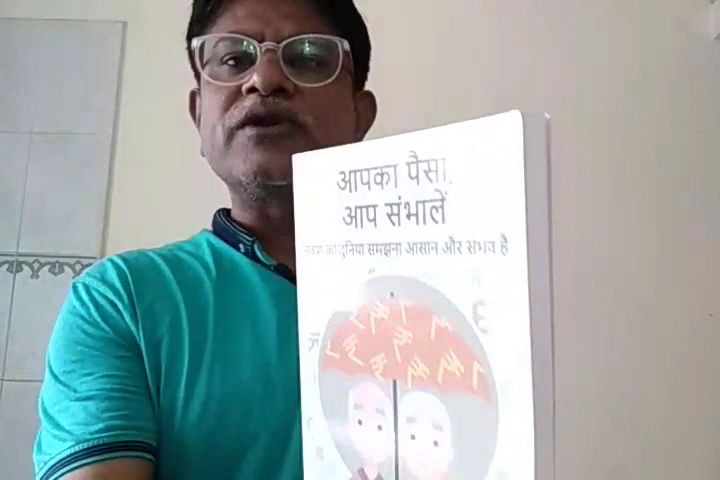 आपका पैसा,
आप संभालें
की दुनिया समझना आसान और संभव है